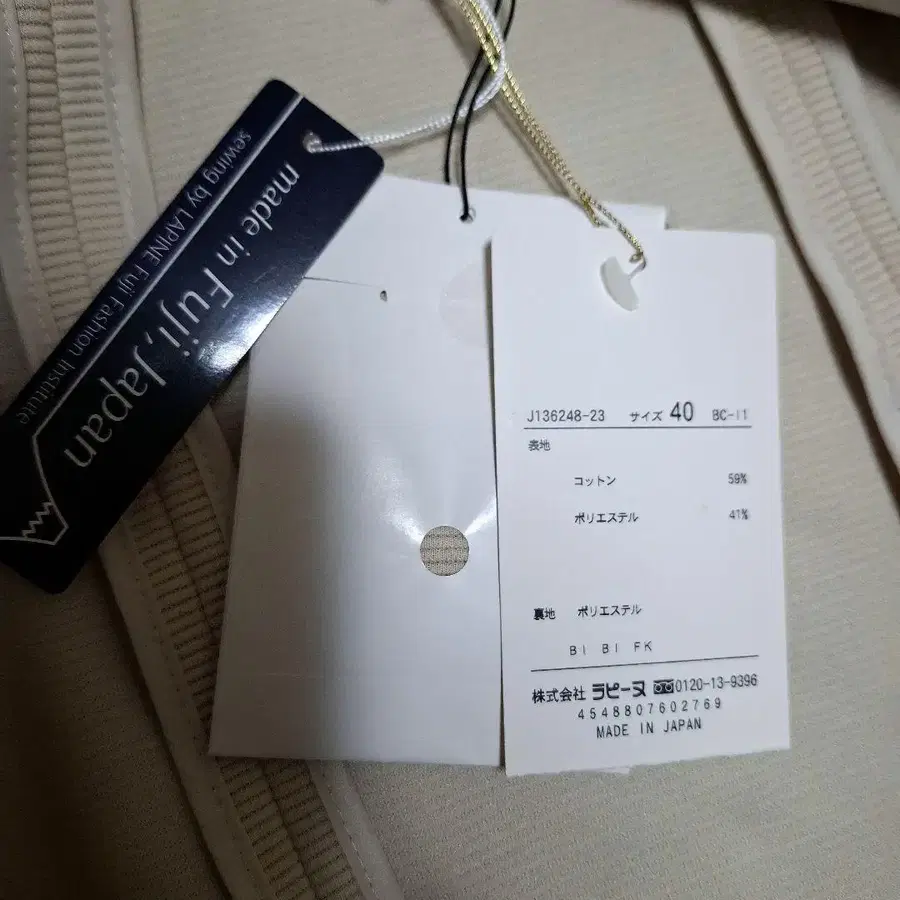 made in Fuji, Japan
sewing by LAPINE Fuji Fashion Institute
J136248-23 サイズ 40 BC-11
表地
コットン 59%
ポリエステル 41%
裏地 ポリエステル
BI BI FK
株式会社 ラピーヌ 0120-13-9396
4548807602769
MADE IN JAPAN